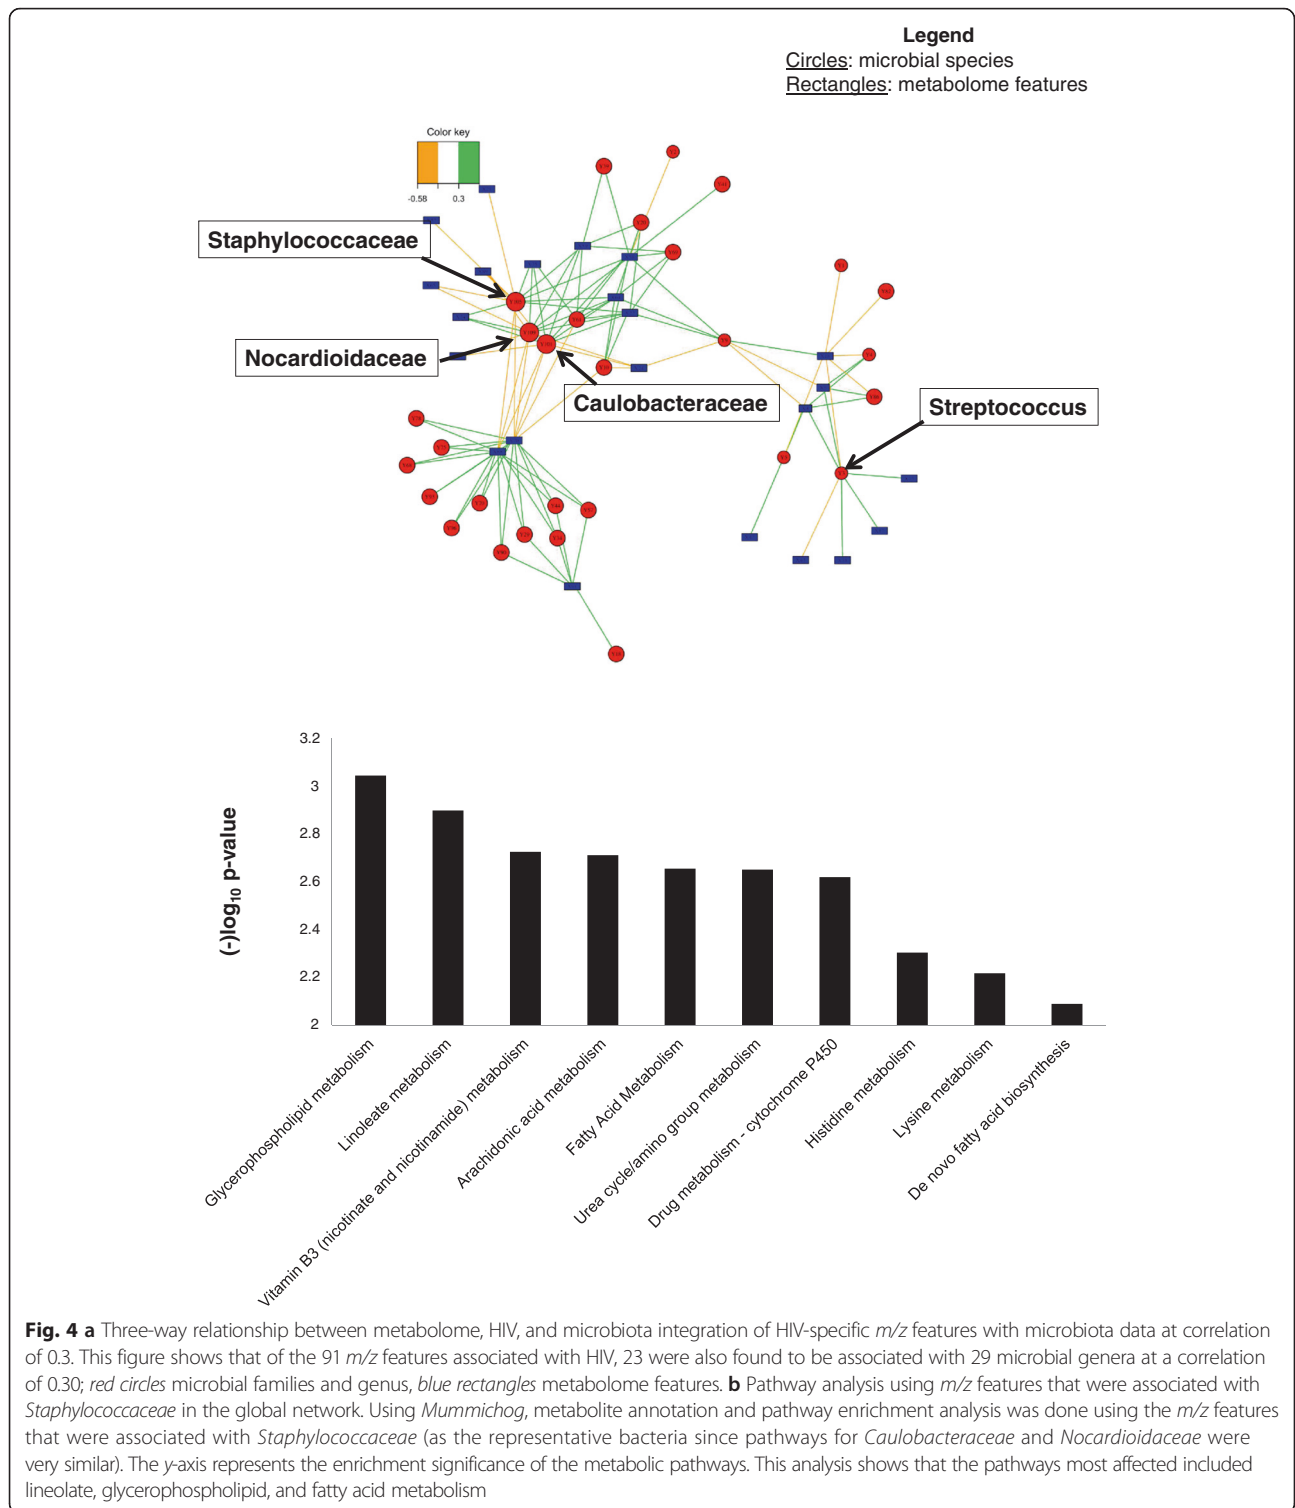 Legend
Circles: microbial species
Rectangles: metabolome features
Color key
-0.58 0.3
Staphylococcaceae
Nocardioidaceae
Caulobacteraceae
Streptococcus
3.2
3
2.8
2.6
2.4
2.2
2
(-)log10 p-value
Glycerophospholipid metabolism
Linoleate metabolism
Vitamin B3 (nicotinate and nicotinamide) metabolism
Arachidonic acid metabolism
Fatty Acid Metabolism
Urea cycle/amino group metabolism
Drug metabolism - cytochrome P450
Histidine metabolism
Lysine metabolism
De novo fatty acid biosynthesis
Fig. 4 a Three-way relationship between metabolome, HIV, and microbiota integration of HIV-specific m/z features with microbiota data at correlation
of 0.3. This figure shows that of the 91 m/z features associated with HIV, 23 were also found to be associated with 29 microbial genera at a correlation
of 0.30; red circles microbial families and genus, blue rectangles metabolome features. b Pathway analysis using m/z features that were associated with
Staphylococcaceae in the global network. Using Mummichog, metabolite annotation and pathway enrichment analysis was done using the m/z features
that were associated with Staphylococcaceae (as the representative bacteria since pathways for Caulobacteraceae and Nocardioidaceae were
very similar). The y-axis represents the enrichment significance of the metabolic pathways. This analysis shows that the pathways most affected included
lineolate, glycerophospholipid, and fatty acid metabolism